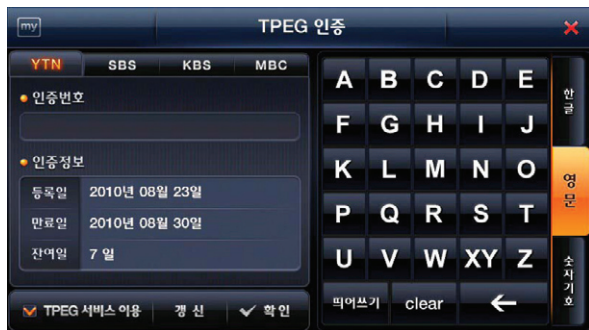 my TPEG 인증
YTN SBS KBS MBC
인증번호
인증정보
등록일 2010년 08월 23일
만료일 2010년 08월 30일
잔여일 7 일
TPEG 서비스 이용 갱 신 확 인
A B C D E
F G H I J
K L M N O
P Q R S T
U V W XY Z
띄어쓰기 clear
한글
영문
숫자기호